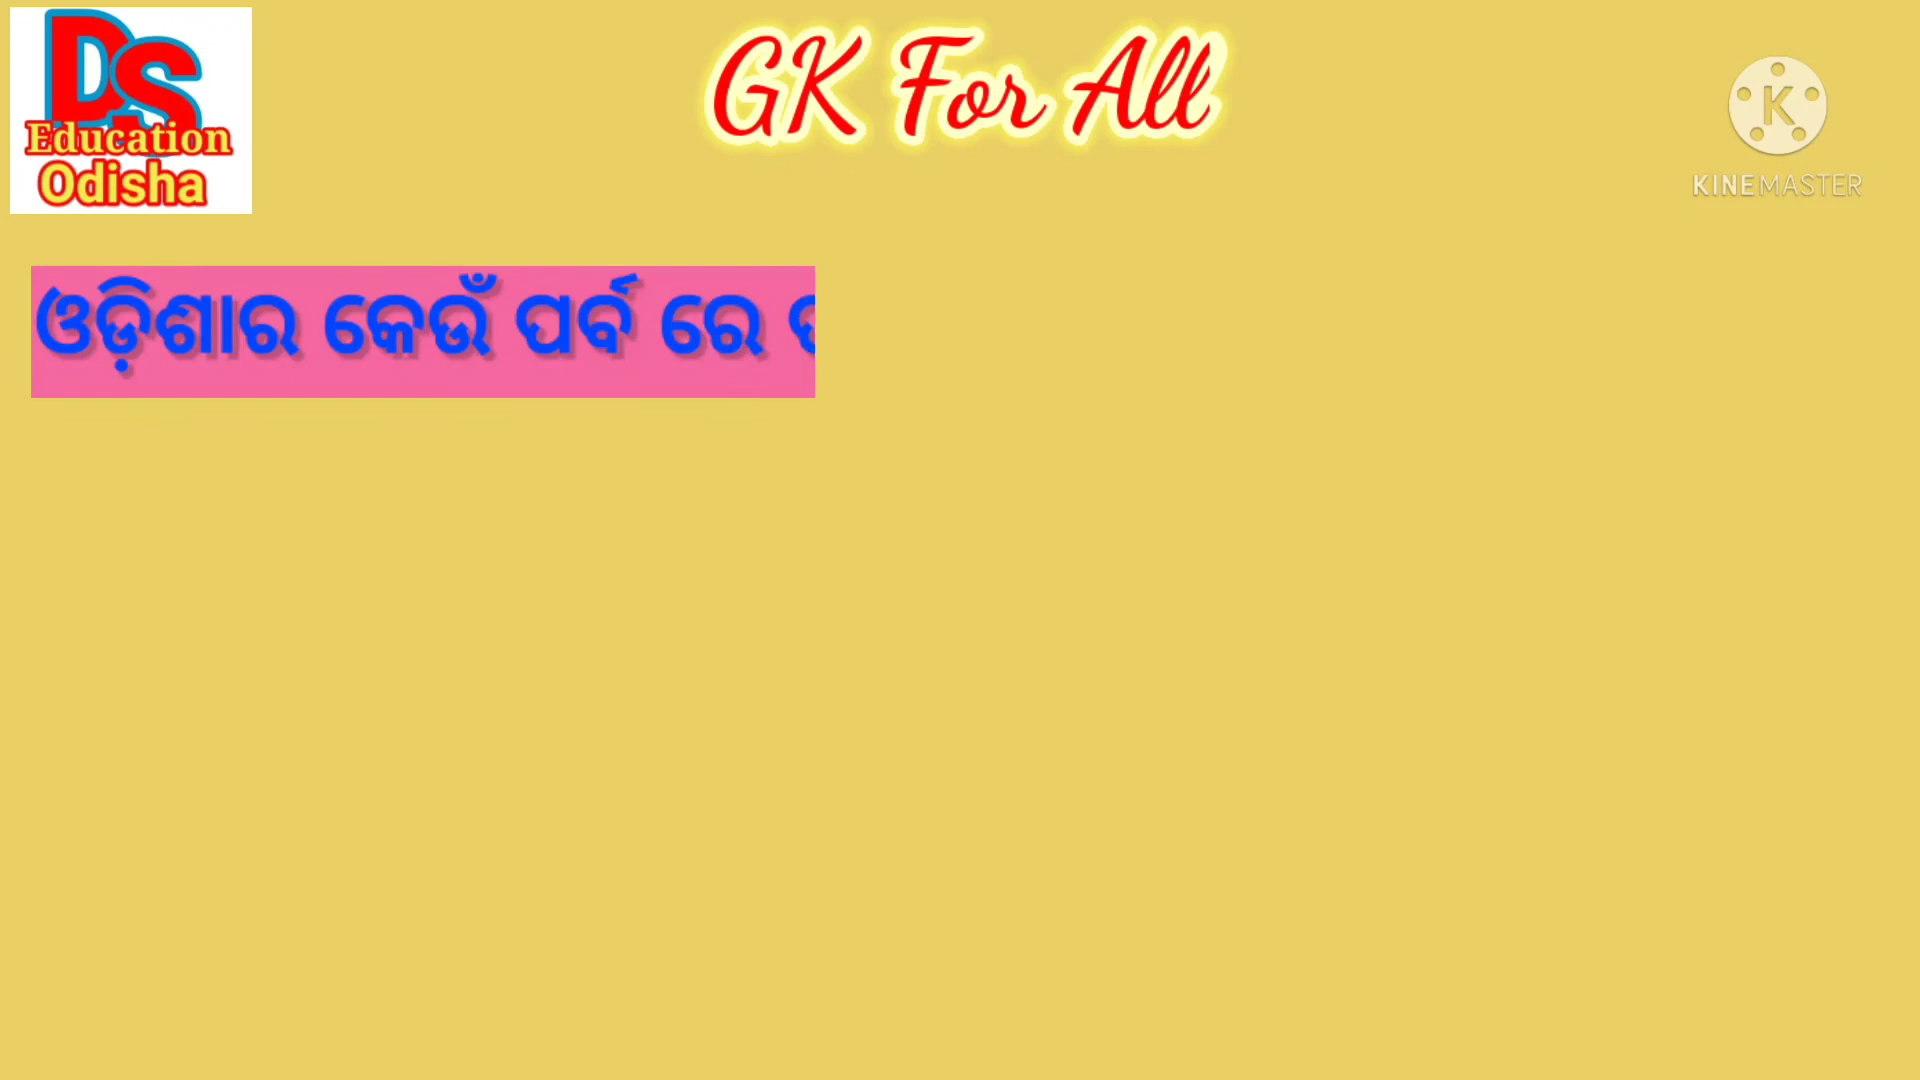 DS
Education
Odisha
GK For All
K
KINEMASTER
ଓଡ଼ିଶାର କେଉଁ ପର୍ବ ରେ